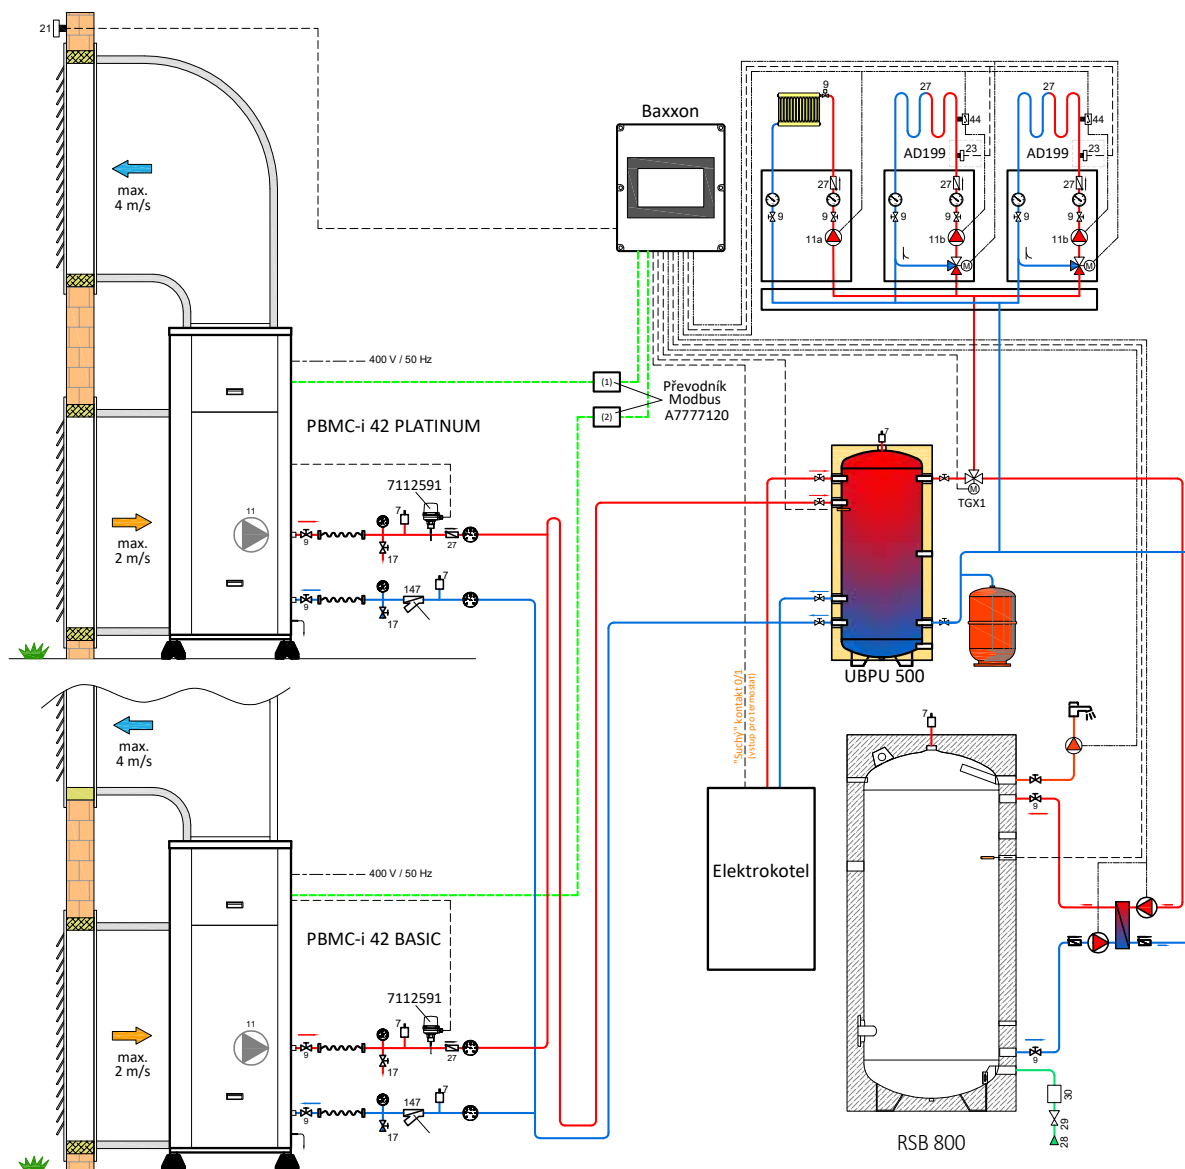 21
Baxxon
9
27
27
44
44
AD199
23
AD199
23
max.
4 m/s
27
27
27
9
9
9
9
9
9
11a
11b
11b
M
M
400 V / 50 Hz
(1)
(2)
Převodník
Modbus
A7777120
PBMC-i 42 PLATINUM
7
7112591
7
11
max.
2 m/s
9
17
27
M
TGX1
7
147
9
17
UBPU 500
"Suchý" kontakt 0/1
(vstup pro termostat)
max.
4 m/s
7
9
Elektrokotel
400 V / 50 Hz
PBMC-i 42 BASIC
7112591
7
11
max.
2 m/s
9
17
27
7
147
9
17
9
30
29
28
RSB 800